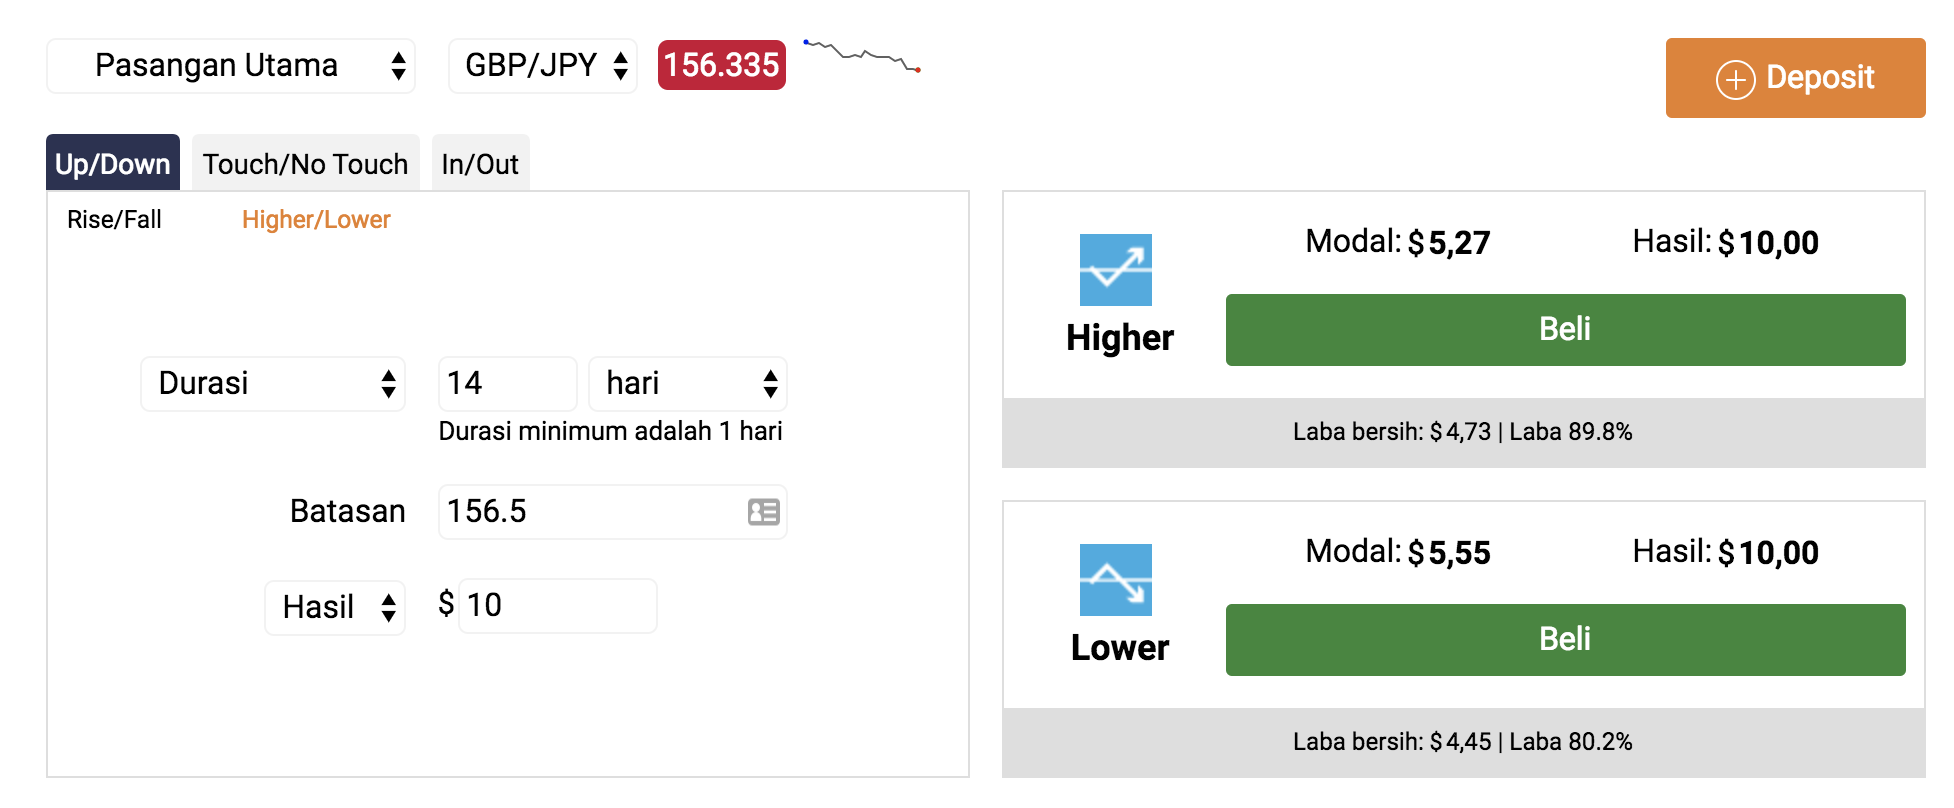 Pasangan Utama GBP/JPY 156.335
Deposit
Up/Down Touch/No Touch In/Out
Rise/Fall Higher/Lower
Durasi 14 hari
Durasi minimum adalah 1 hari
Batasan 156.5
Hasil $ 10
Modal: $ 5,27 Hasil: $ 10,00
Higher
Beli
Laba bersih: $ 4,73 | Laba 89.8%
Modal: $ 5,55 Hasil: $ 10,00
Lower
Beli
Laba bersih: $ 4,45 | Laba 80.2%